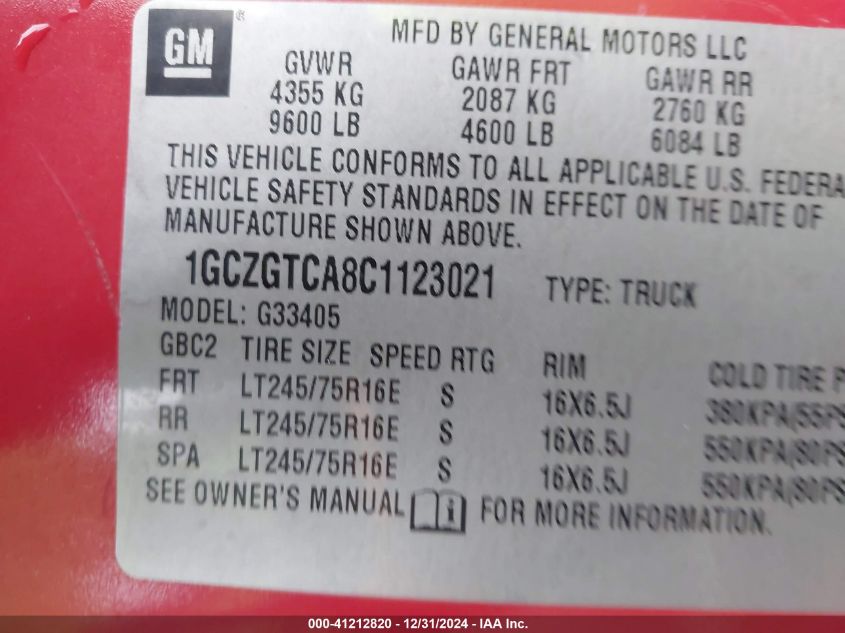 GM ®
MFD BY GENERAL MOTORS LLC
GVWR GAWR FRT GAWR RR
4355 KG 2087 KG 2760 KG
9600 LB 4600 LB 6084 LB
THIS VEHICLE CONFORMS TO ALL APPLICABLE U.S. FEDERA
VEHICLE SAFETY STANDARDS IN EFFECT ON THE DATE OF
MANUFACTURE SHOWN ABOVE.
1GCZGTCA8C1123021 TYPE: TRUCK
MODEL: G33405
GBC2 TIRE SIZE SPEED RTG RIM COLD TIRE P
FRT LT245/75R16E S 16X6.5J 380KPA(55PS
RR LT245/75R16E S 16X6.5J 550KPA(80PS
SPA LT245/75R16E S 16X6.5J 550KPA(80PS
SEE OWNER'S MANUAL i FOR MORE INFORMATION.
000-41212820 - 12/31/2024 - IAA Inc.